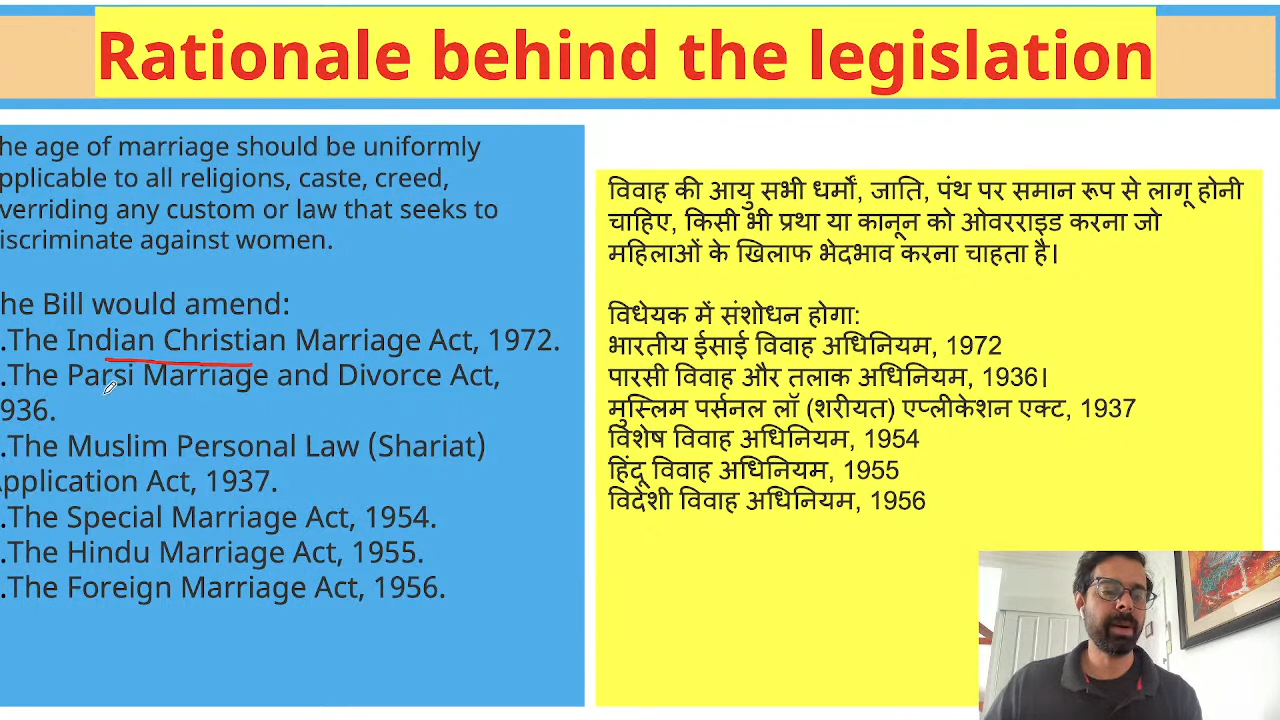 Rationale behind the legislation
he age of marriage should be uniformly
pplicable to all religions, caste, creed,
verriding any custom or law that seeks to
iscriminate against women.
he Bill would amend:
.The Indian Christian Marriage Act, 1972.
.The Parsi Marriage and Divorce Act,
936.
.The Muslim Personal Law (Shariat)
pplication Act, 1937.
.The Special Marriage Act, 1954.
.The Hindu Marriage Act, 1955.
.The Foreign Marriage Act, 1956.
विवाह की आयु सभी धर्मों, जाति, पंथ पर समान रूप से लागू होनी
चाहिए, किसी भी प्रथा या कानून को ओवरराइड करना जो
महिलाओं के खिलाफ भेदभाव करना चाहता है।
विधेयक में संशोधन होगा:
भारतीय ईसाई विवाह अधिनियम, 1972
पारसी विवाह और तलाक अधिनियम, 1936।
मुस्लिम पर्सनल लॉ (शरीयत) एप्लीकेशन एक्ट, 1937
विशेष विवाह अधिनियम, 1954
हिंदू विवाह अधिनियम, 1955
विदेशी विवाह अधिनियम, 1956